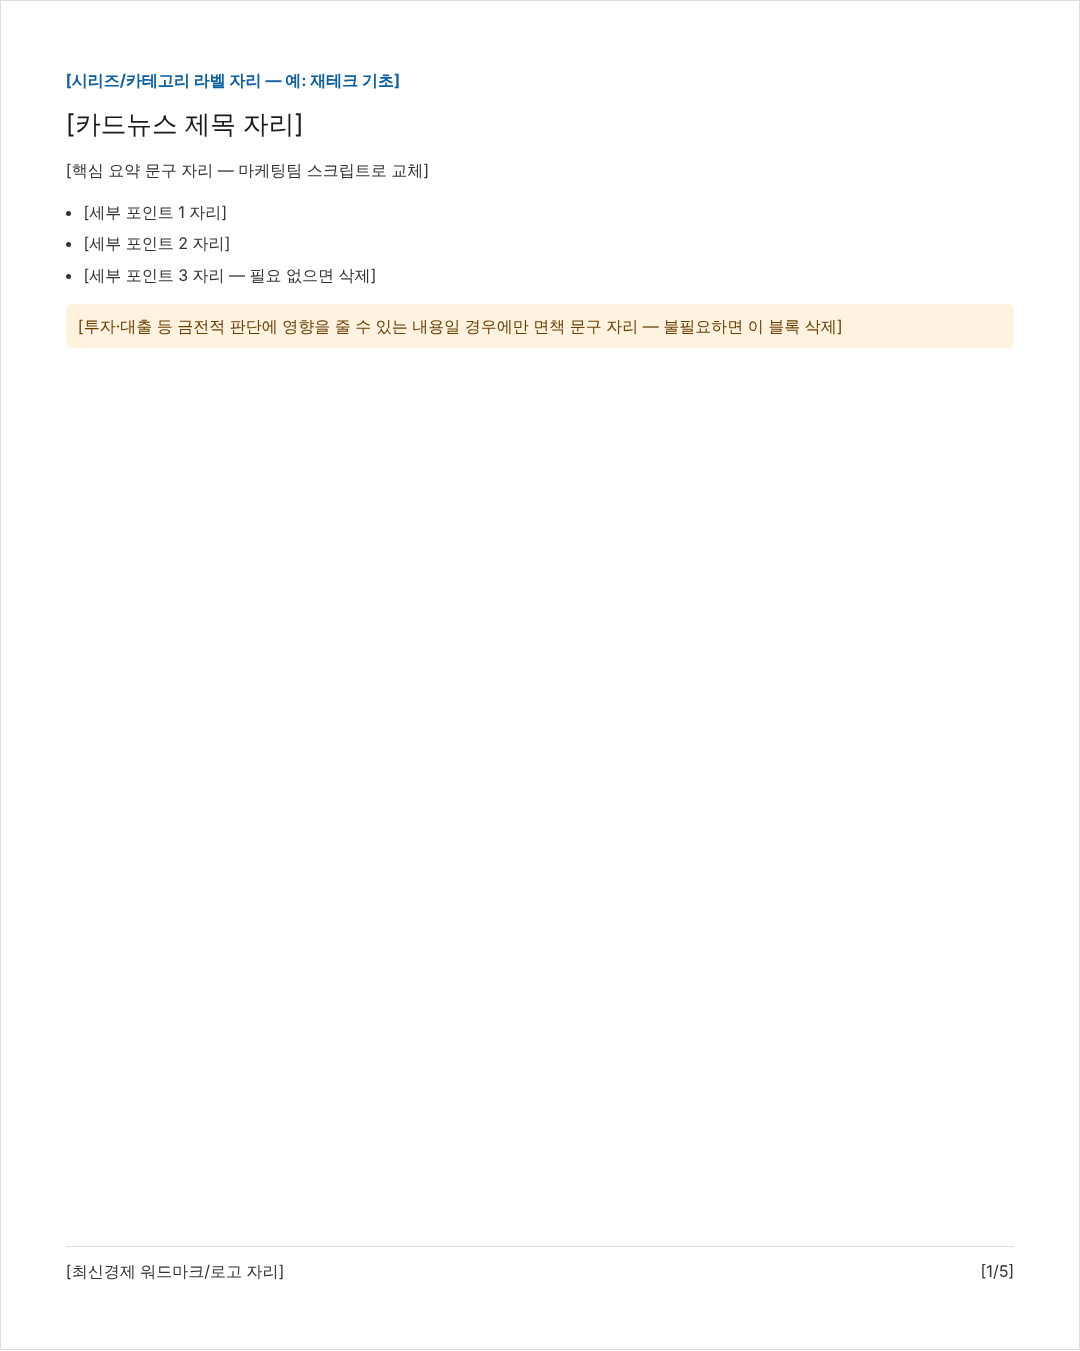 [시리즈/카테고리 라벨 자리 — 예: 재테크 기초]
[카드뉴스 제목 자리]
[핵심 요약 문구 자리 — 마케팅팀 스크립트로 교체]
• [세부 포인트 1 자리]
• [세부 포인트 2 자리]
• [세부 포인트 3 자리 — 필요 없으면 삭제]
[투자·대출 등 금전적 판단에 영향을 줄 수 있는 내용일 경우에만 면책 문구 자리 — 불필요하면 이 블록 삭제]
[최신경제 워드마크/로고 자리]
[1/5]